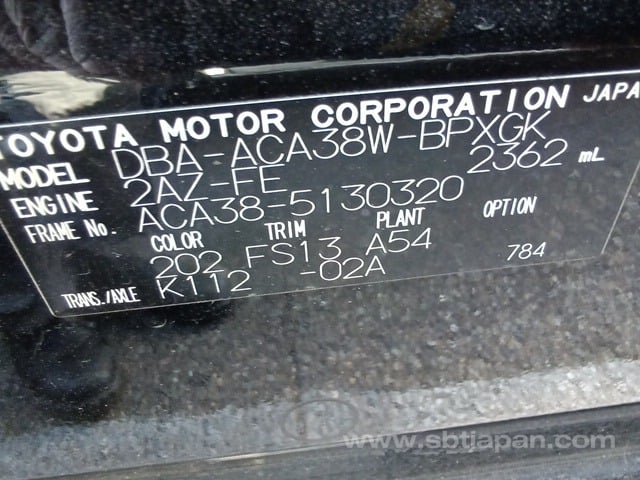 TOYOTA MOTOR CORPORATION JAPAN
MODEL DBA-ACA38W-BPXGK
ENGINE 2AZ-FE 2362 mL
FRAME No. ACA38-5130320
COLOR TRIM PLANT OPTION
202 FS13 A54 784
TRANS./AXLE K112 -02A
www.sbtjapan.com